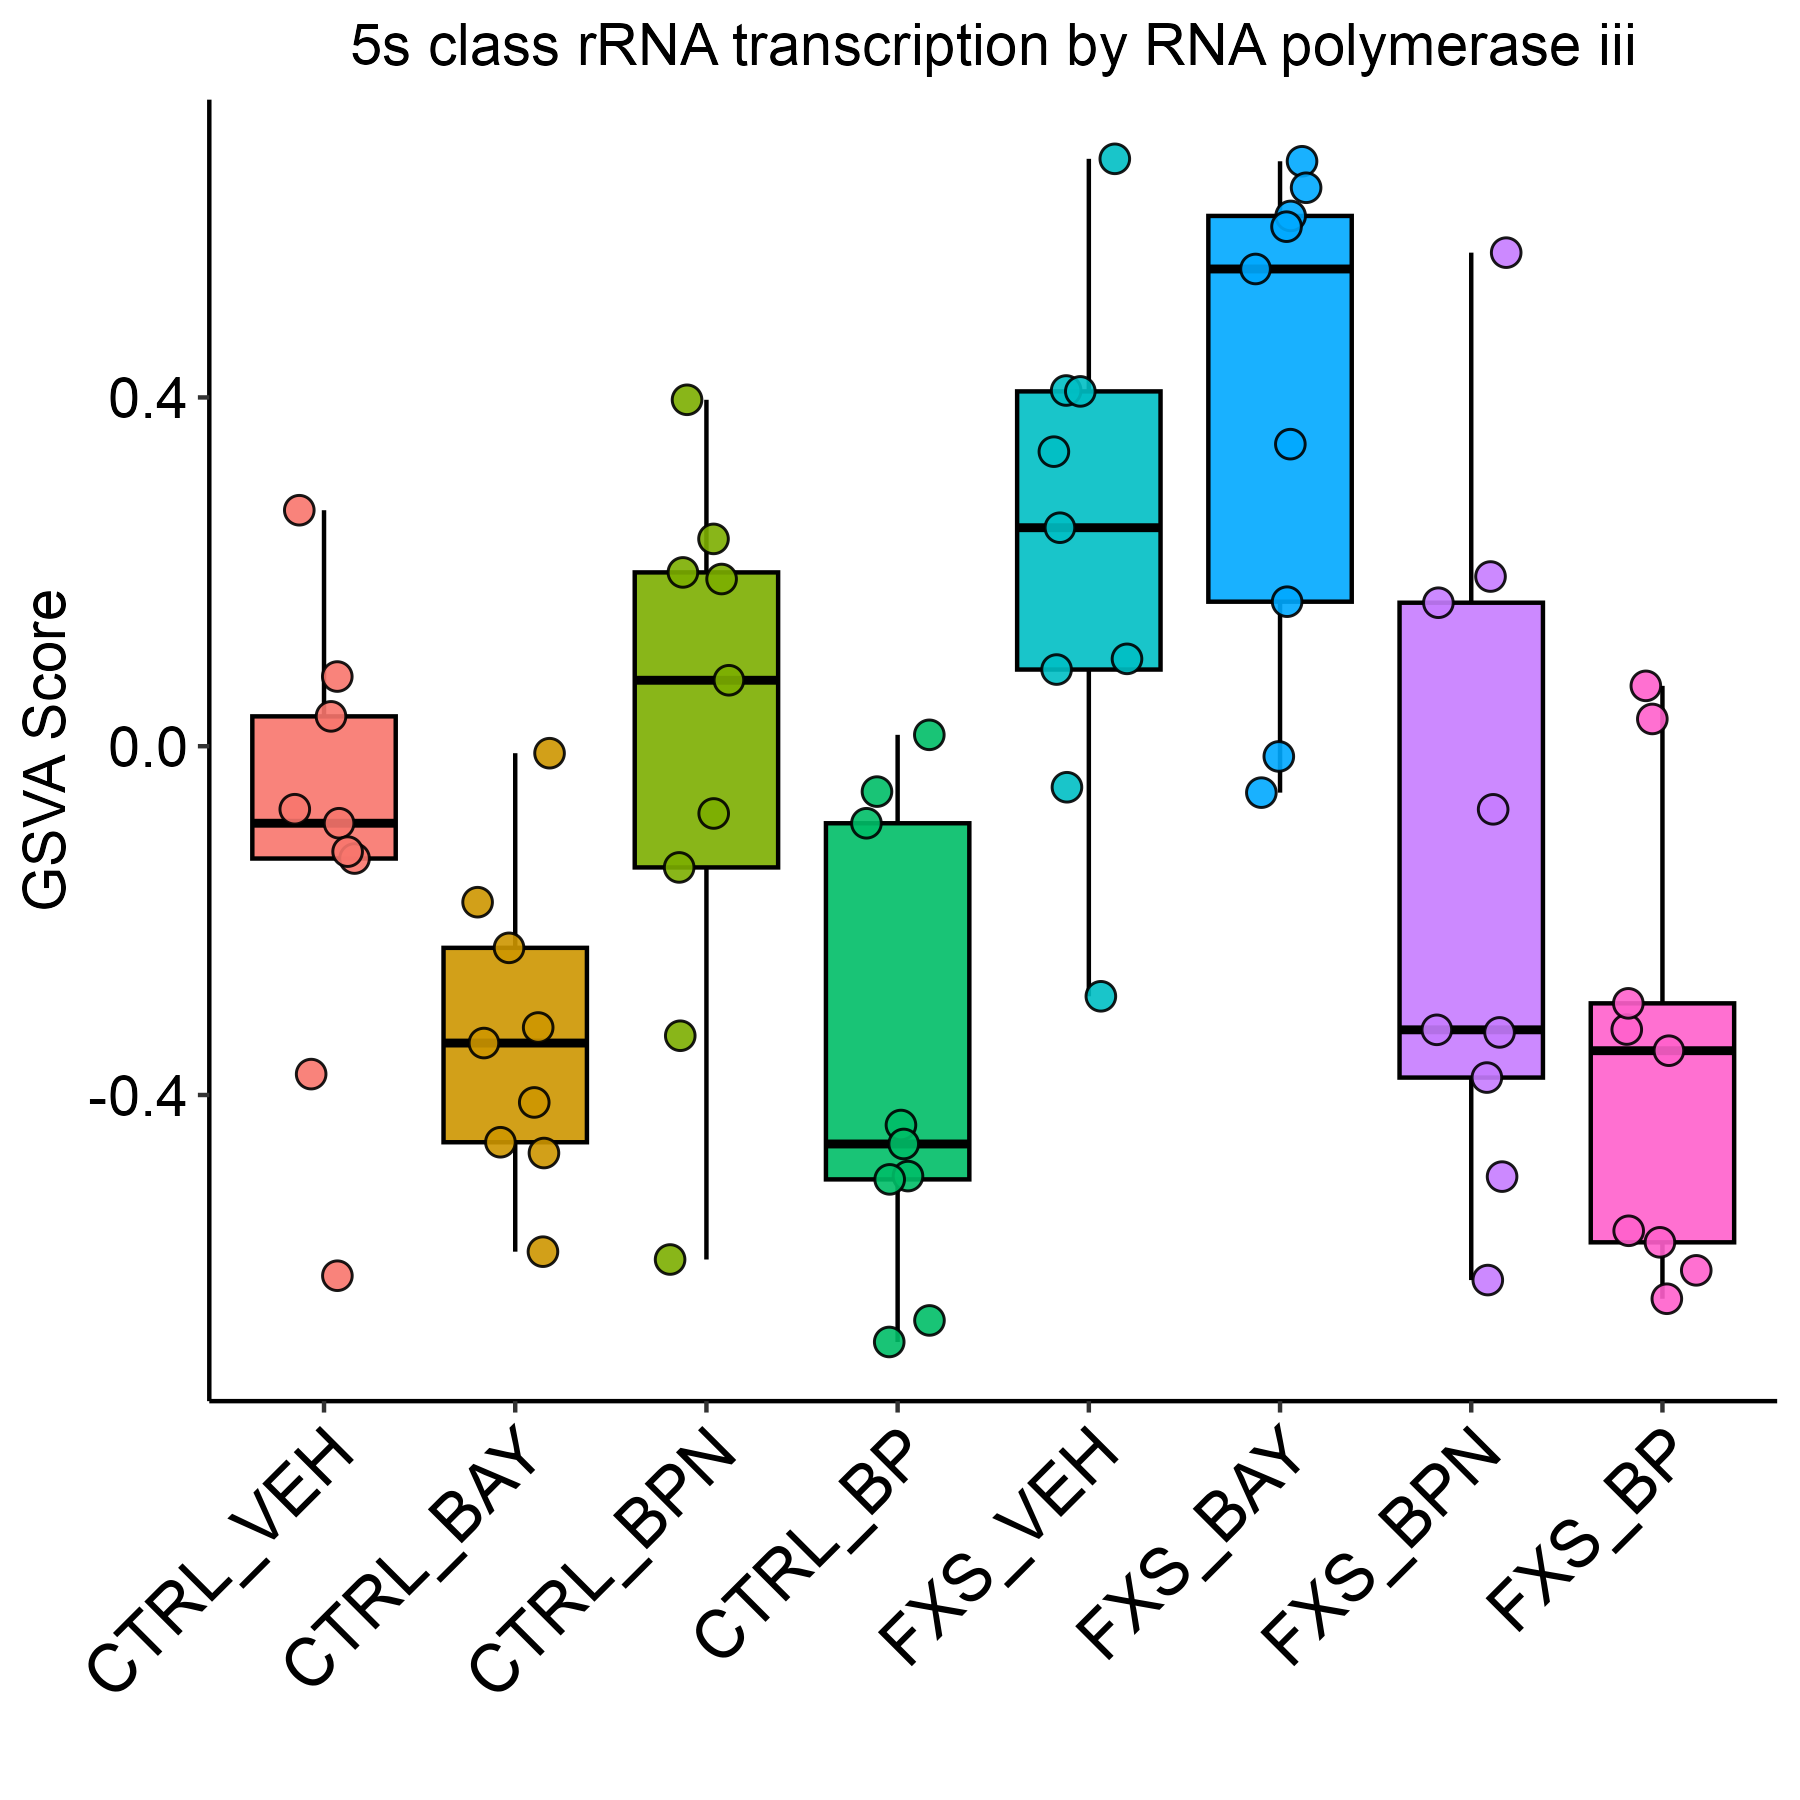 5s class rRNA transcription by RNA polymerase iii
GSVA Score
0.4
0.0
-0.4
CTRL_VEH
CTRL_BAY
CTRL_BPN
CTRL_BP
FXS_VEH
FXS_BAY
FXS_BPN
FXS_BP